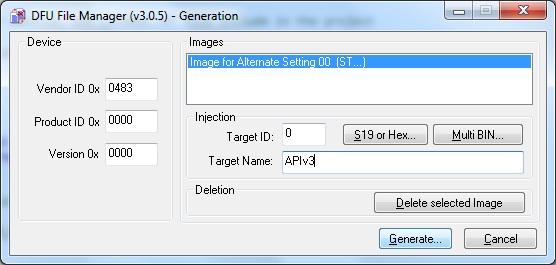 DFU File Manager (v3.0.5) - Generation
Device
Vendor ID 0x 0483
Product ID 0x 0000
Version 0x 0000
Images
Image for Alternate Setting 00 (ST...)
Injection
Target ID: 0 S19 or Hex... Multi BIN...
Target Name: APIv3
Deletion
Delete selected Image
Generate... Cancel